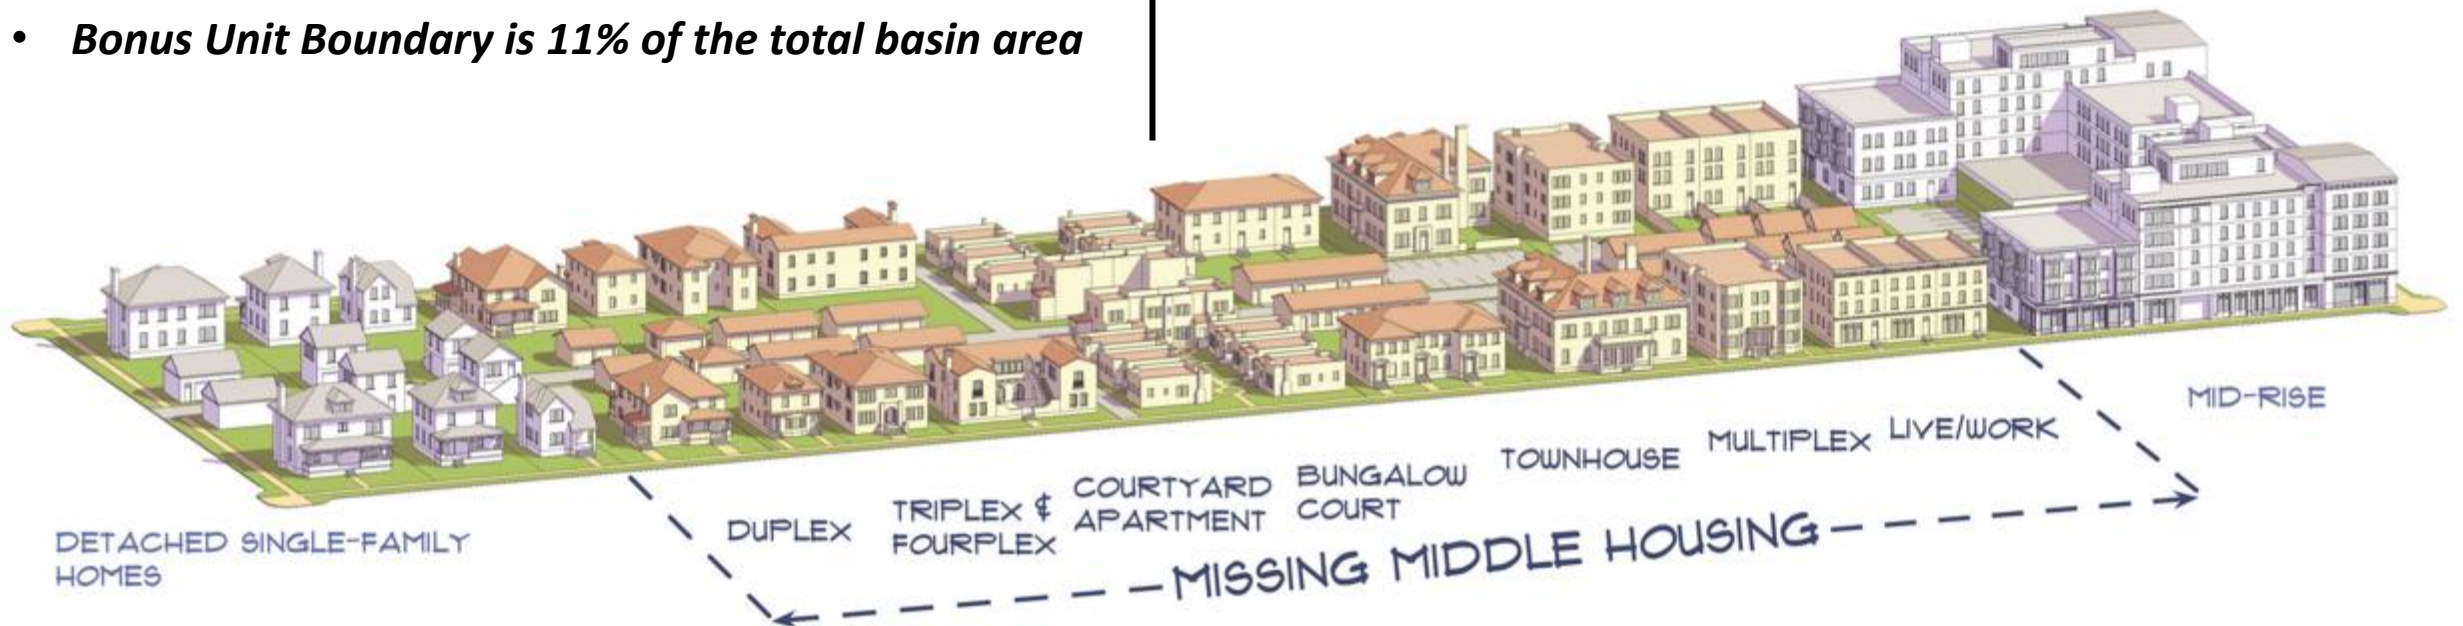 • Bonus Unit Boundary is 11% of the total basin area
DETACHED SINGLE-FAMILY
HOMES
DUPLEX
TRIPLEX &
FOURPLEX
COURTYARD
APARTMENT
BUNGALOW
COURT
TOWNHOUSE
MULTIPLEX
LIVE/WORK
MID-RISE
MISSING MIDDLE HOUSING